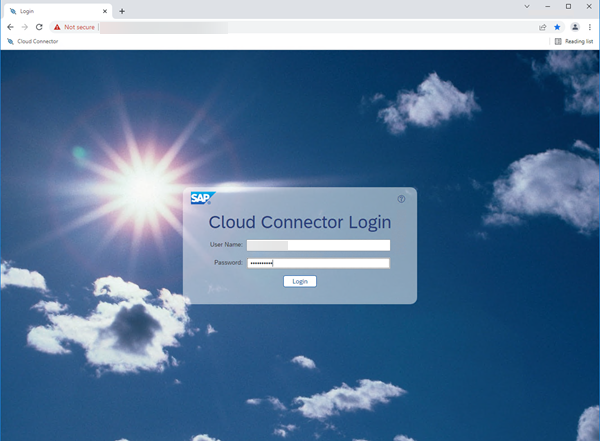 Login
Not secure
Cloud Connector
Reading list
SAP
Cloud Connector Login
User Name:
Password: ••••••••••
Login